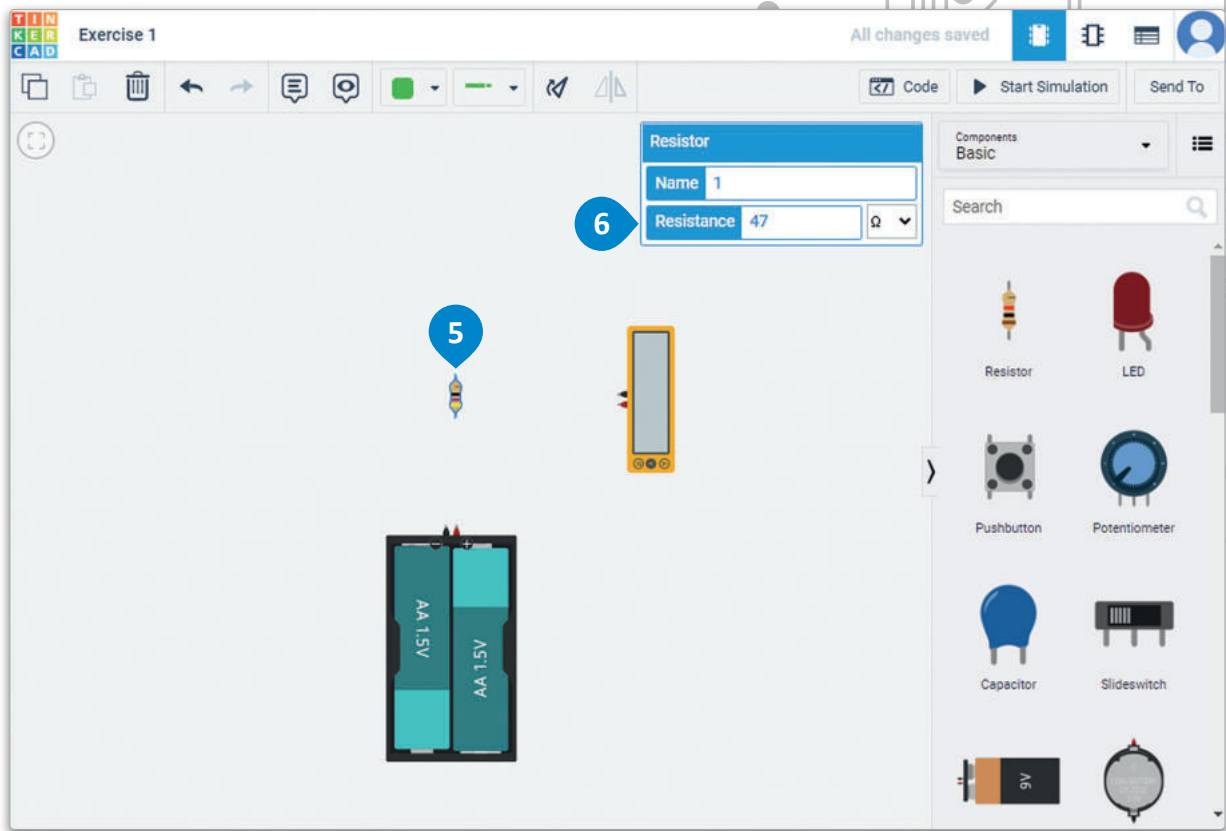 TIN
KER
CAD
Exercise 1
All changes saved
Code
Start Simulation
Send To
Resistor
Name 1
6
Resistance 47 Ω
5
Components
Basic
Search
Resistor
LED
Pushbutton
Potentiometer
Capacitor
Slideswitch
AA 1.5V
AA 1.5V
9V
- +